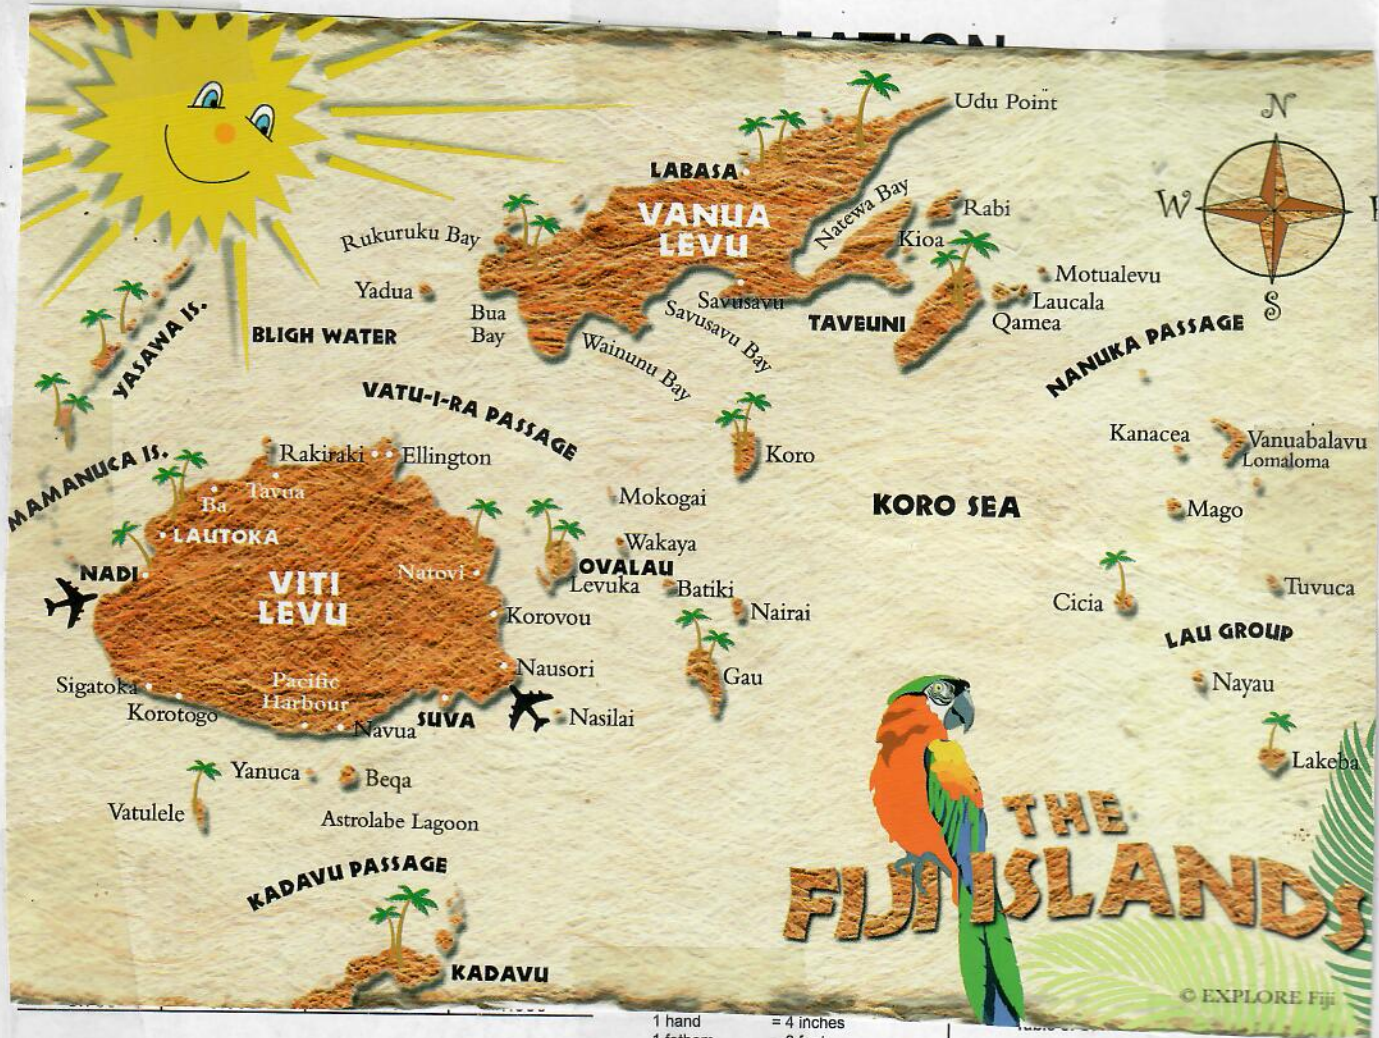 MATION
N
W
S
Udu Point
LABASA
VANUA
LEVU
Natewa Bay
Rabi
Kioa
Rukuruku Bay
Yadua
Bua
Bay
Savusavu
Savusavu Bay
Wainunu Bay
TAVEUNI
Motualevu
Laucala
Qamea
NANUKA PASSAGE
YASAWA IS.
BLIGH WATER
VATU-I-RA PASSAGE
MAMANUCA IS.
Rakiraki
Ellington
Tavua
Ba
LAUTOKA
NADI
VITI
LEVU
Natovi
Korovou
Nausori
Nasilai
Sigatoka
Korotogo
Pacific
Harbour
Navua
SUVA
Koro
Mokogai
Wakaya
OVALAU
Levuka
Batiki
Nairai
Gau
KORO SEA
Kanacea
Vanuabalavu
Lomaloma
Mago
Cicia
Tuvuca
LAU GROUP
Nayau
Lakeba
Yanuca
Beqa
Vatulele
Astrolabe Lagoon
KADAVU PASSAGE
KADAVU
THE
FIJI ISLANDS
© EXPLORE Fiji
1 hand = 4 inches